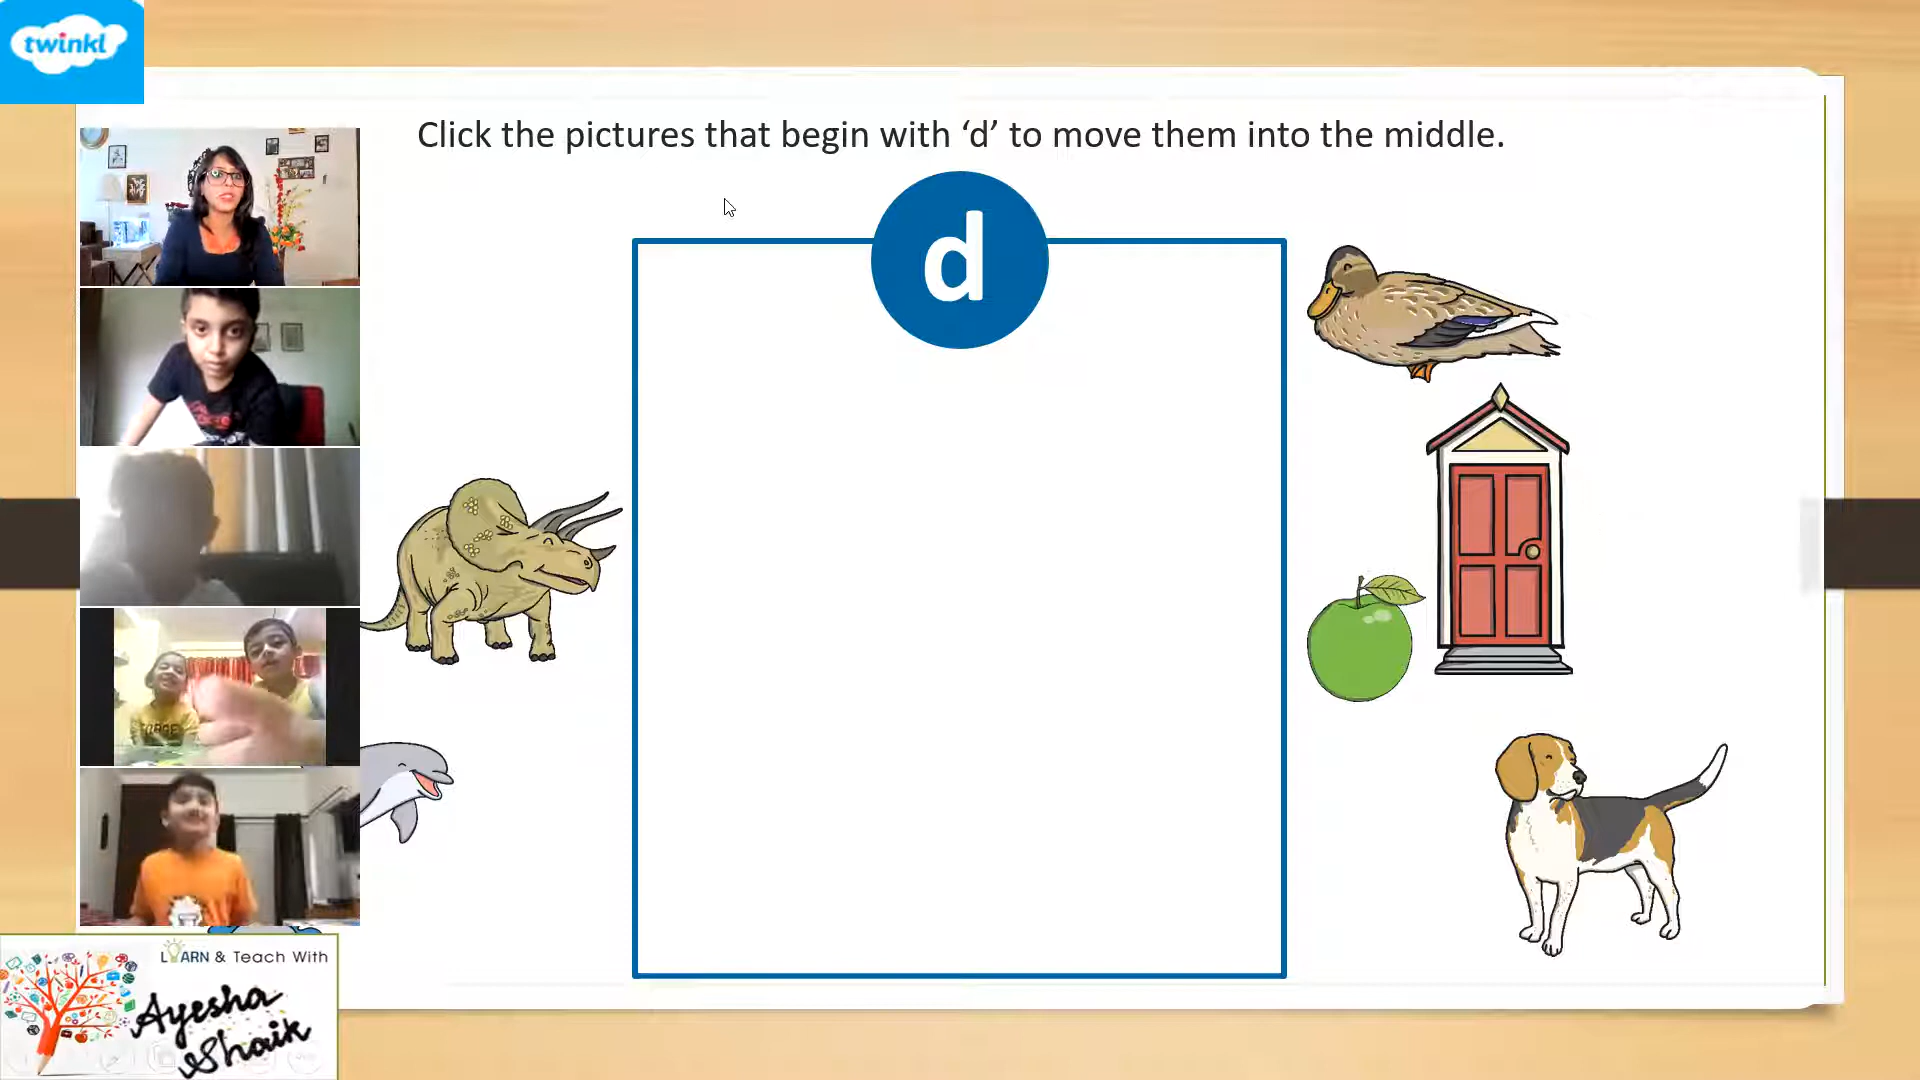 twinkl
Click the pictures that begin with ‘d’ to move them into the middle.
d
LEARN & Teach With
Ayesha
Shaik